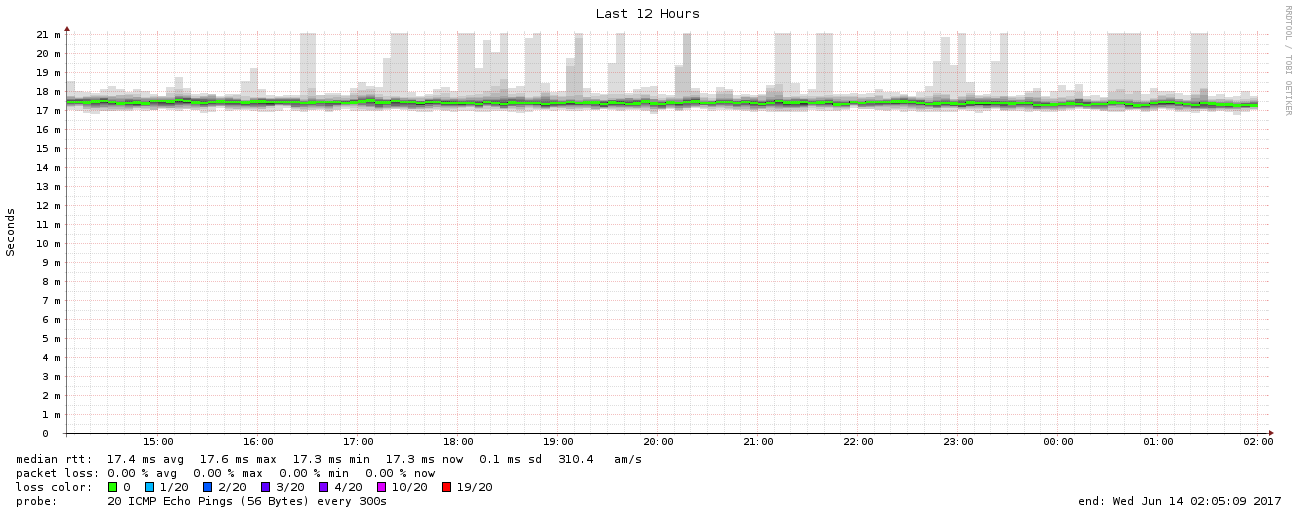 Last 12 Hours
RRDTOOL / TOBI OETIKER
Seconds
21 m
20 m
19 m
18 m
17 m
16 m
15 m
14 m
13 m
12 m
11 m
10 m
9 m
8 m
7 m
6 m
5 m
4 m
3 m
2 m
1 m
0
15:00 16:00 17:00 18:00 19:00 20:00 21:00 22:00 23:00 00:00 01:00 02:00
median rtt: 17.4 ms avg 17.6 ms max 17.3 ms min 17.3 ms now 0.1 ms sd 310.4 am/s
packet loss: 0.00 % avg 0.00 % max 0.00 % min 0.00 % now
loss color: 0 1/20 2/20 3/20 4/20 10/20 19/20
probe: 20 ICMP Echo Pings (56 Bytes) every 300s end: Wed Jun 14 02:05:09 2017